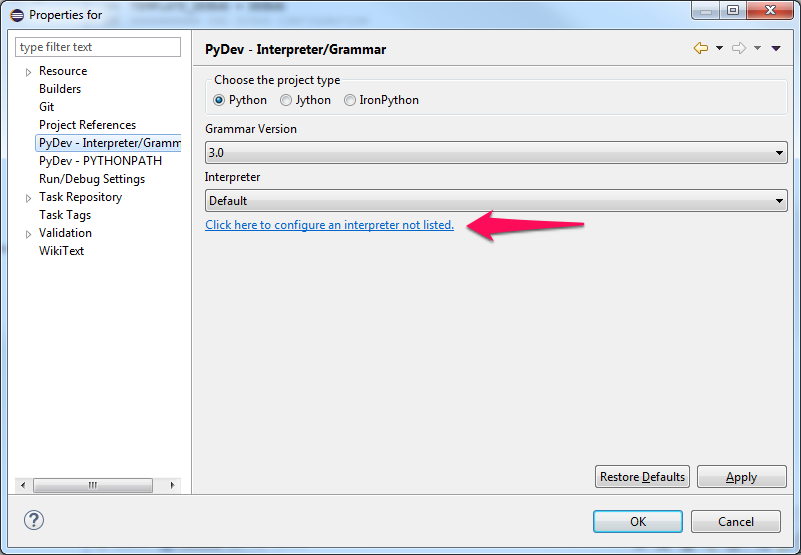 Properties for
type filter text
Resource
Builders
Git
Project References
PyDev - Interpreter/Gramm
PyDev - PYTHONPATH
Run/Debug Settings
Task Repository
Task Tags
Validation
WikiText
PyDev - Interpreter/Grammar
Choose the project type
Python Jython IronPython
Grammar Version
3.0
Interpreter
Default
Click here to configure an interpreter not listed.
Restore Defaults Apply
? OK Cancel